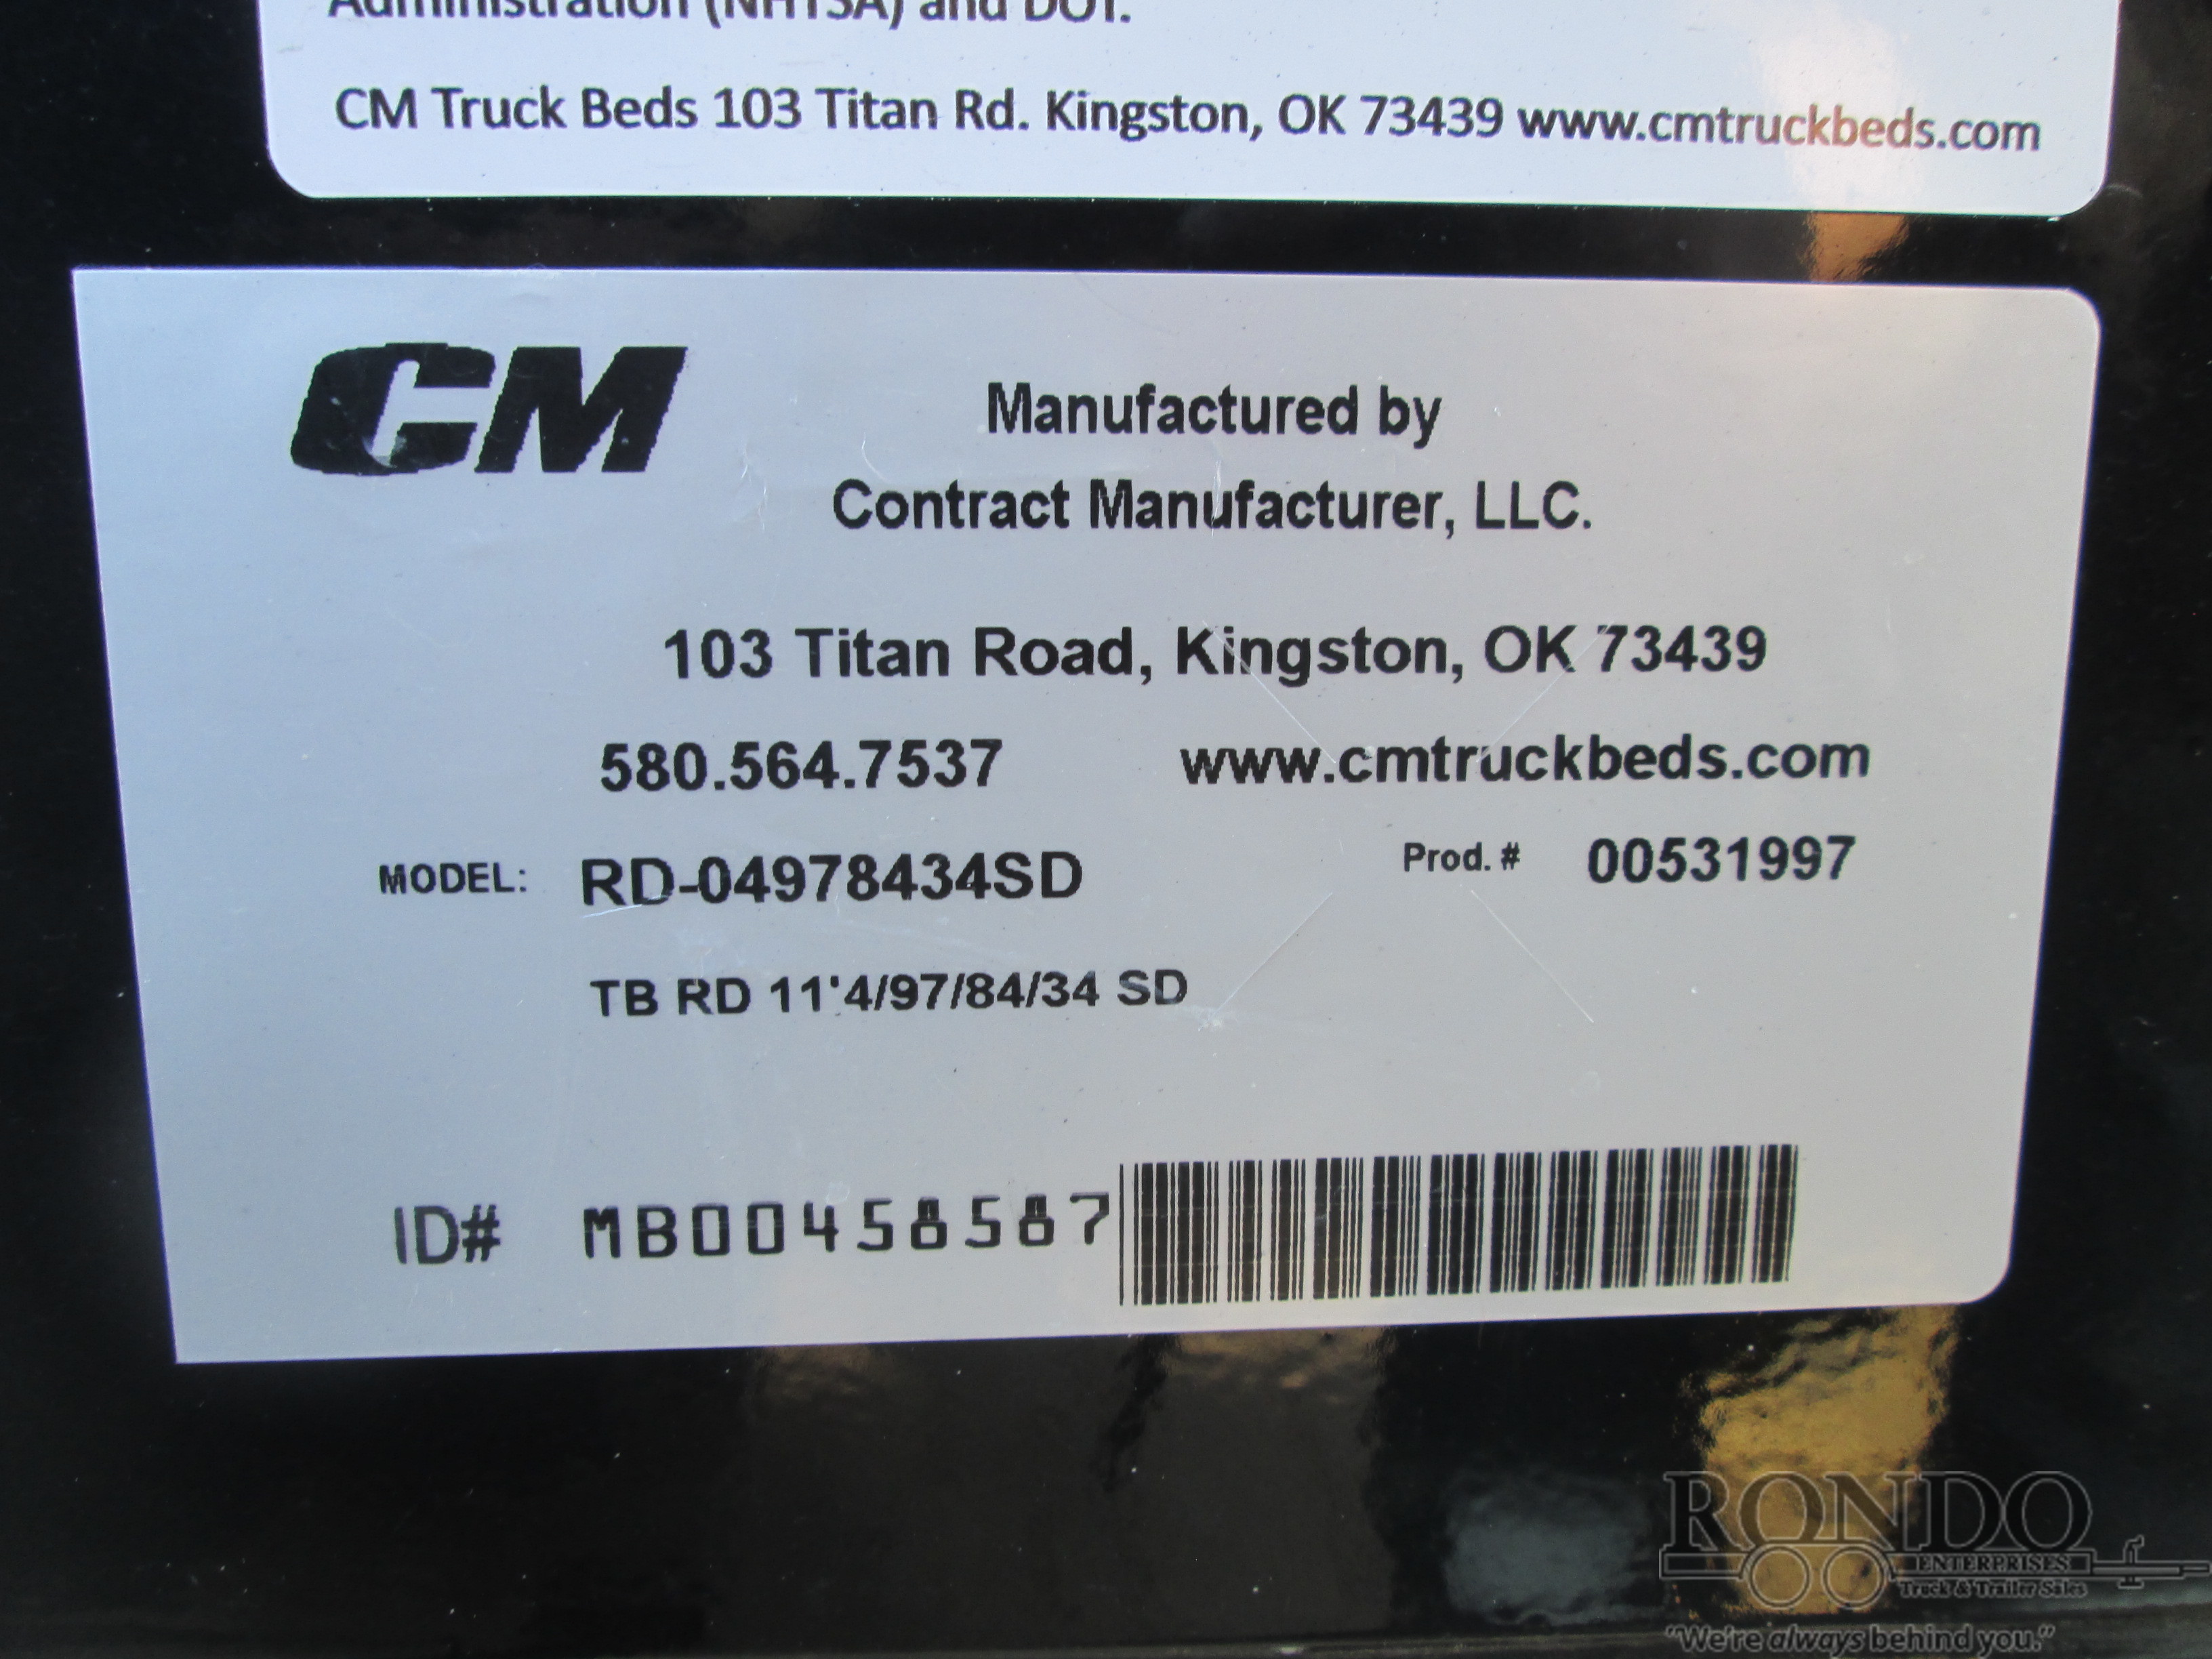 Administration (NHTSA) and DOT.
CM Truck Beds 103 Titan Rd. Kingston, OK 73439 www.cmtruckbeds.com
CM
Manufactured by
Contract Manufacturer, LLC.
103 Titan Road, Kingston, OK 73439
580.564.7537 www.cmtruckbeds.com
MODEL: RD-04978434SD Prod. # 00531997
TB RD 11'4/97/84/34 SD
ID# MB00458587
RONDO
ENTERPRISES
Truck & Trailer Sales
"We're always behind you."